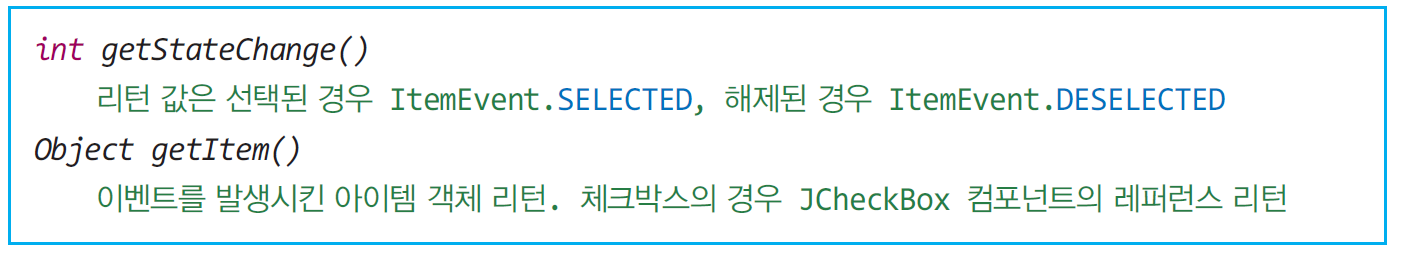 int getStateChange()
리턴 값은 선택된 경우 ItemEvent.SELECTED, 해제된 경우 ItemEvent.DESELECTED
Object getItem()
이벤트를 발생시킨 아이템 객체 리턴. 체크박스의 경우 JCheckBox 컴포넌트의 레퍼런스 리턴